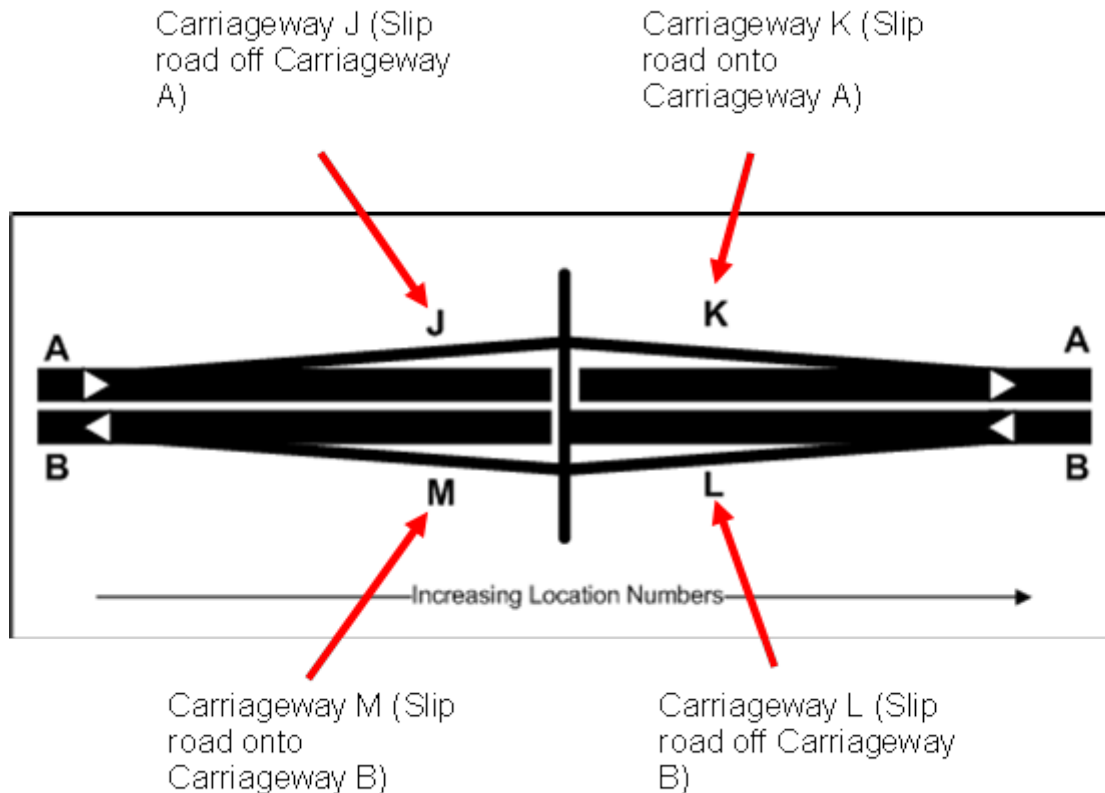 Carriageway J (Slip
road off Carriageway
A)
Carriageway K (Slip
road onto
Carriageway A)
J
K
A
A
B
B
M
L
Increasing Location Numbers
Carriageway M (Slip
road onto
Carriageway B)
Carriageway L (Slip
road off Carriageway
B)